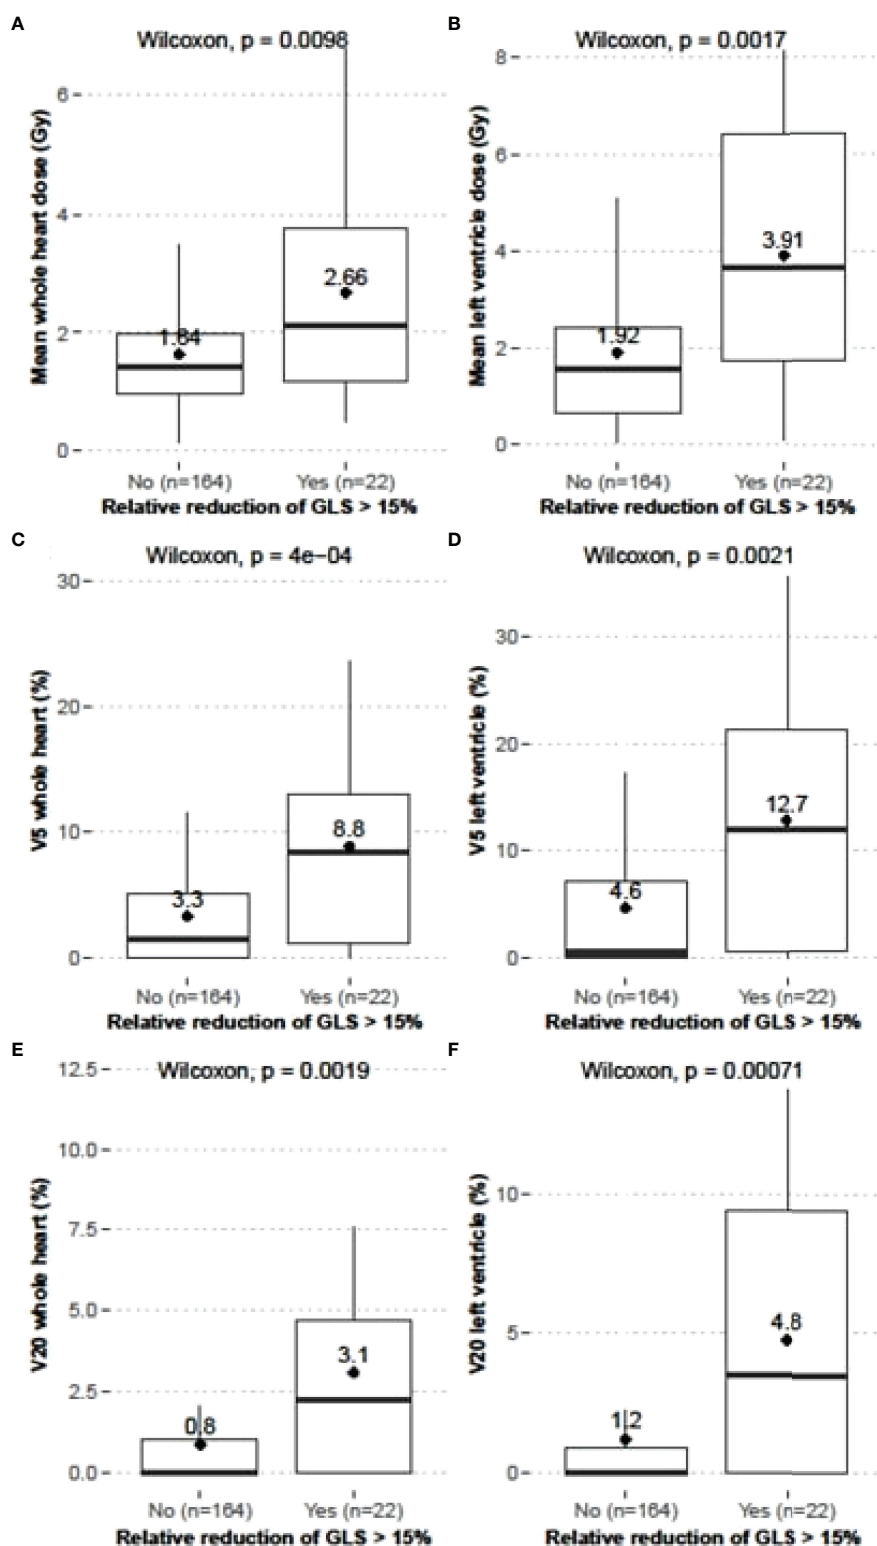 A
Wilcoxon, p = 0.0098
Mean whole heart dose (Gy)
6
4
2
0
1.64
2.66
No (n=164)
Yes (n=22)
Relative reduction of GLS > 15%
B
Wilcoxon, p = 0.0017
Mean left ventricle dose (Gy)
8
6
4
2
0
1.92
3.91
No (n=164)
Yes (n=22)
Relative reduction of GLS > 15%
C
Wilcoxon, p = 4e−04
V5 whole heart (%)
30
20
10
0
3.3
8.8
No (n=164)
Yes (n=22)
Relative reduction of GLS > 15%
D
Wilcoxon, p = 0.0021
V5 left ventricle (%)
30
20
10
0
4.6
12.7
No (n=164)
Yes (n=22)
Relative reduction of GLS > 15%
E
Wilcoxon, p = 0.0019
V20 whole heart (%)
12.5
10.0
7.5
5.0
2.5
0.0
0.8
3.1
No (n=164)
Yes (n=22)
Relative reduction of GLS > 15%
F
Wilcoxon, p = 0.00071
V20 left ventricle (%)
10
5
0
1.2
4.8
No (n=164)
Yes (n=22)
Relative reduction of GLS > 15%